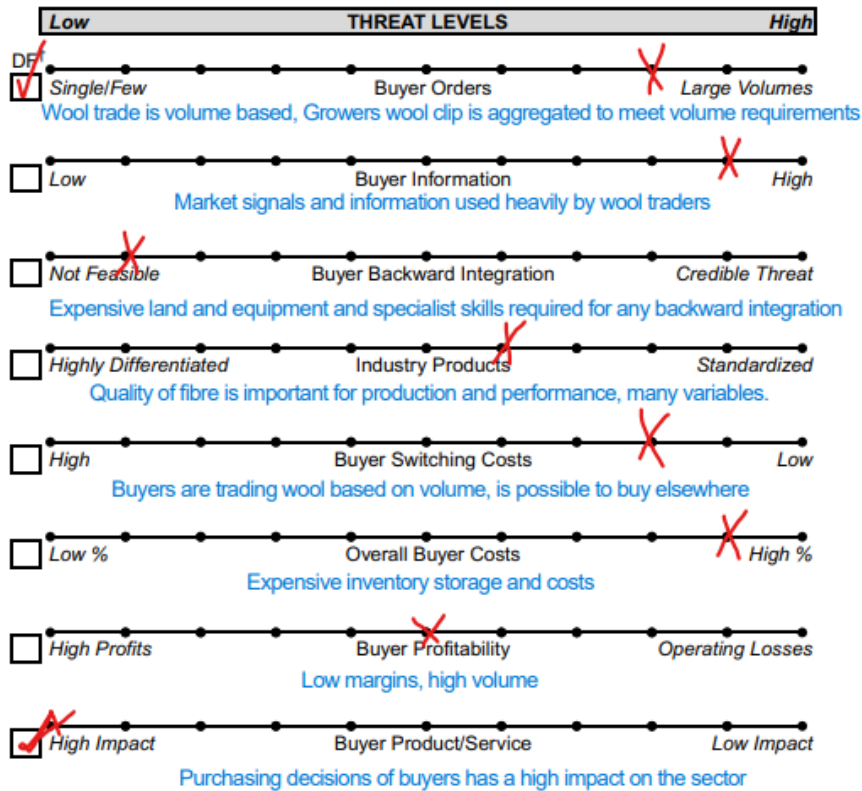 Low THREAT LEVELS High
DF
Single/Few Buyer Orders Large Volumes
Wool trade is volume based, Growers wool clip is aggregated to meet volume requirements
Low Buyer Information High
Market signals and information used heavily by wool traders
Not Feasible Buyer Backward Integration Credible Threat
Expensive land and equipment and specialist skills required for any backward integration
Highly Differentiated Industry Products Standardized
Quality of fibre is important for production and performance, many variables.
High Buyer Switching Costs Low
Buyers are trading wool based on volume, is possible to buy elsewhere
Low % Overall Buyer Costs High %
Expensive inventory storage and costs
High Profits Buyer Profitability Operating Losses
Low margins, high volume
High Impact Buyer Product/Service Low Impact
Purchasing decisions of buyers has a high impact on the sector